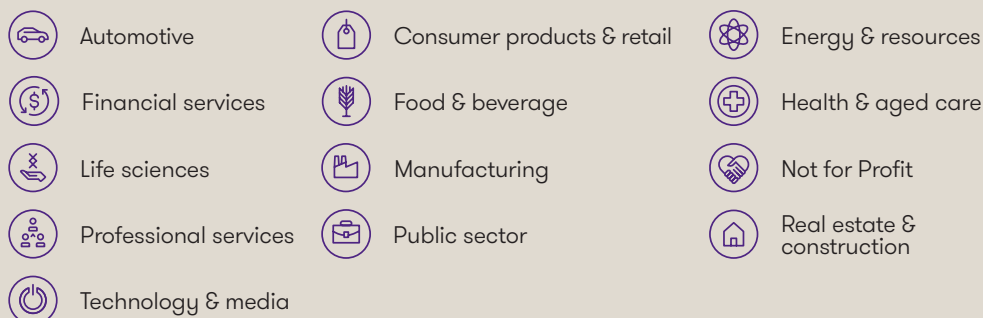 Automotive
Consumer products & retail
Energy & resources
Financial services
Food & beverage
Health & aged care
Life sciences
Manufacturing
Not for Profit
Professional services
Public sector
Real estate &
construction
Technology & media